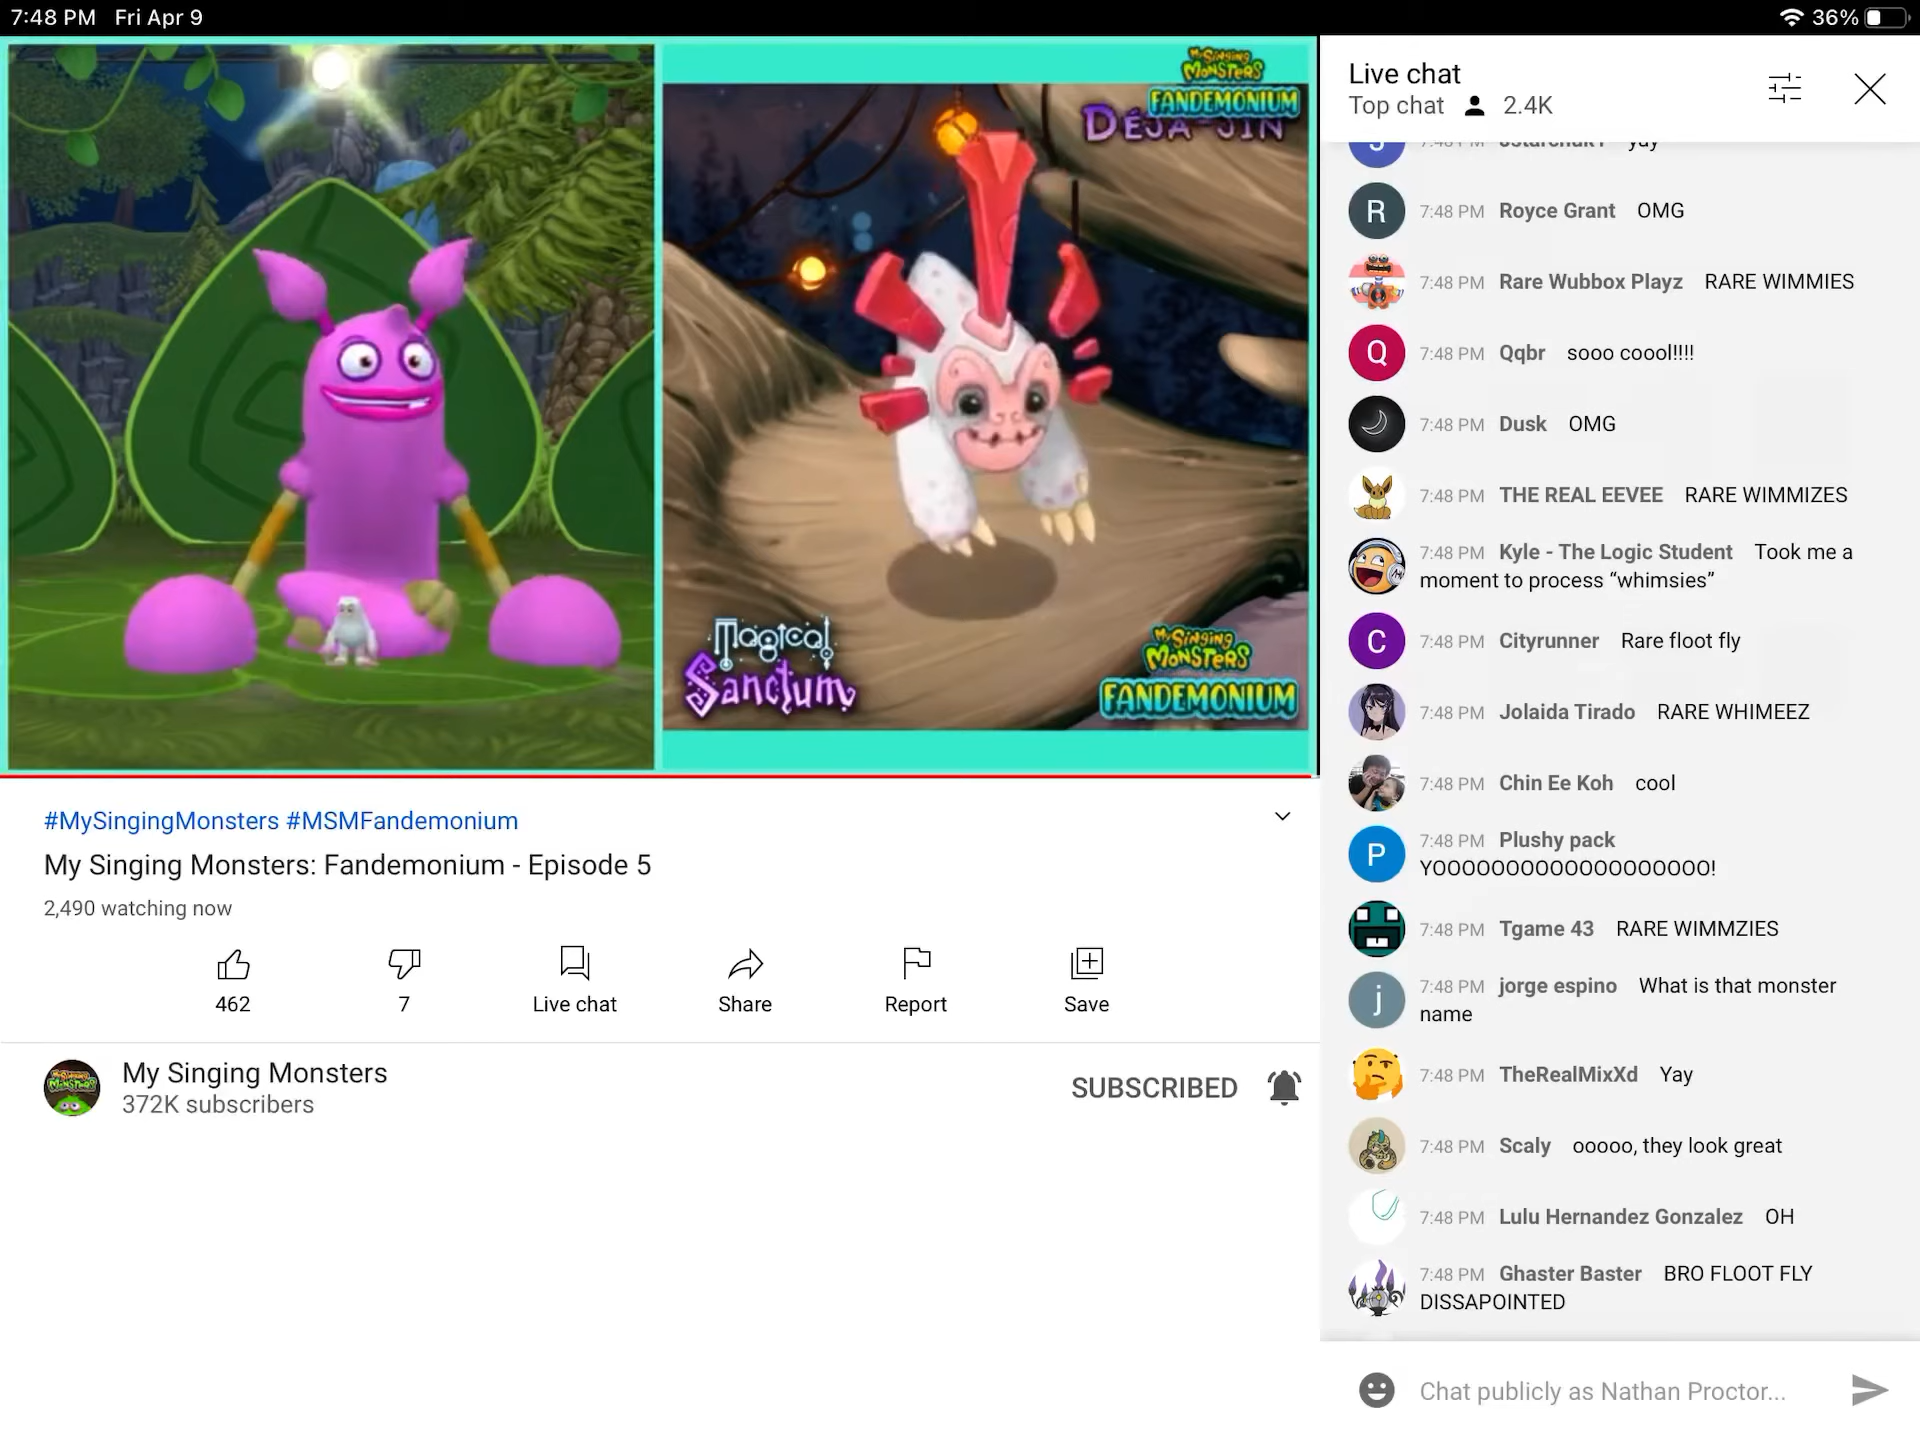 7:48 PM Fri Apr 9
36%
My Singing
MONSTERS
FANDEMONIUM
DÉJÀ-JIN
Magical
Sanctum
My Singing
MONSTERS
FANDEMONIUM
#MySingingMonsters #MSMFandemonium
My Singing Monsters: Fandemonium - Episode 5
2,490 watching now
462
7
Live chat
Share
Report
Save
My Singing Monsters
372K subscribers
SUBSCRIBED
Live chat
Top chat 2.4K
yay
R
7:48 PM Royce Grant OMG
7:48 PM Rare Wubbox Playz RARE WIMMIES
Q
7:48 PM Qqbr sooo coool!!!!
7:48 PM Dusk OMG
7:48 PM THE REAL EEVEE RARE WIMMIZES
7:48 PM Kyle - The Logic Student Took me a
moment to process “whimsies”
C
7:48 PM Cityrunner Rare floot fly
7:48 PM Jolaida Tirado RARE WHIMEEZ
7:48 PM Chin Ee Koh cool
P
7:48 PM Plushy pack
YOOOOOOOOOOOOOOOOOOO!
7:48 PM Tgame 43 RARE WIMMZIES
j
7:48 PM jorge espino What is that monster
name
7:48 PM TheRealMixXd Yay
7:48 PM Scaly ooooo, they look great
7:48 PM Lulu Hernandez Gonzalez OH
7:48 PM Ghaster Baster BRO FLOOT FLY
DISSAPOINTED
Chat publicly as Nathan Proctor...